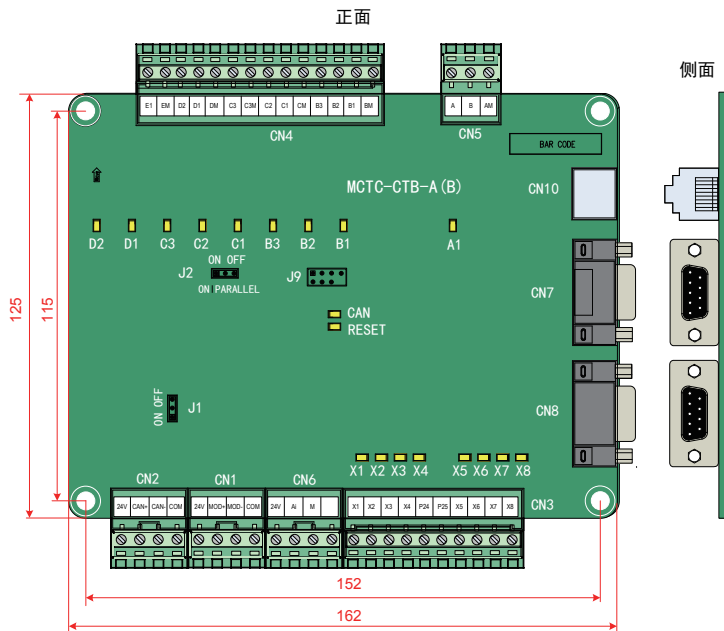 正面
侧面
E1 EM D2 D1 DM C3 C3M C2 C1 CM B3 B2 B1 BM
A B AM
CN4
CN5
BAR CODE
MCTC-CTB-A(B)
CN10
D2 D1 C3 C2 C1 B3 B2 B1 A1
ON OFF
J2
ON PARALLEL
J9
CN7
CAN
RESET
125
115
ON OFF
J1
CN8
X1 X2 X3 X4 X5 X6 X7 X8
CN2 CN1 CN6
24V CAN+ CAN- COM
24V MOD+ MOD- COM
24V AI M
X1 X2 X3 X4 P24 P25 X5 X6 X7 X8
CN3
152
162